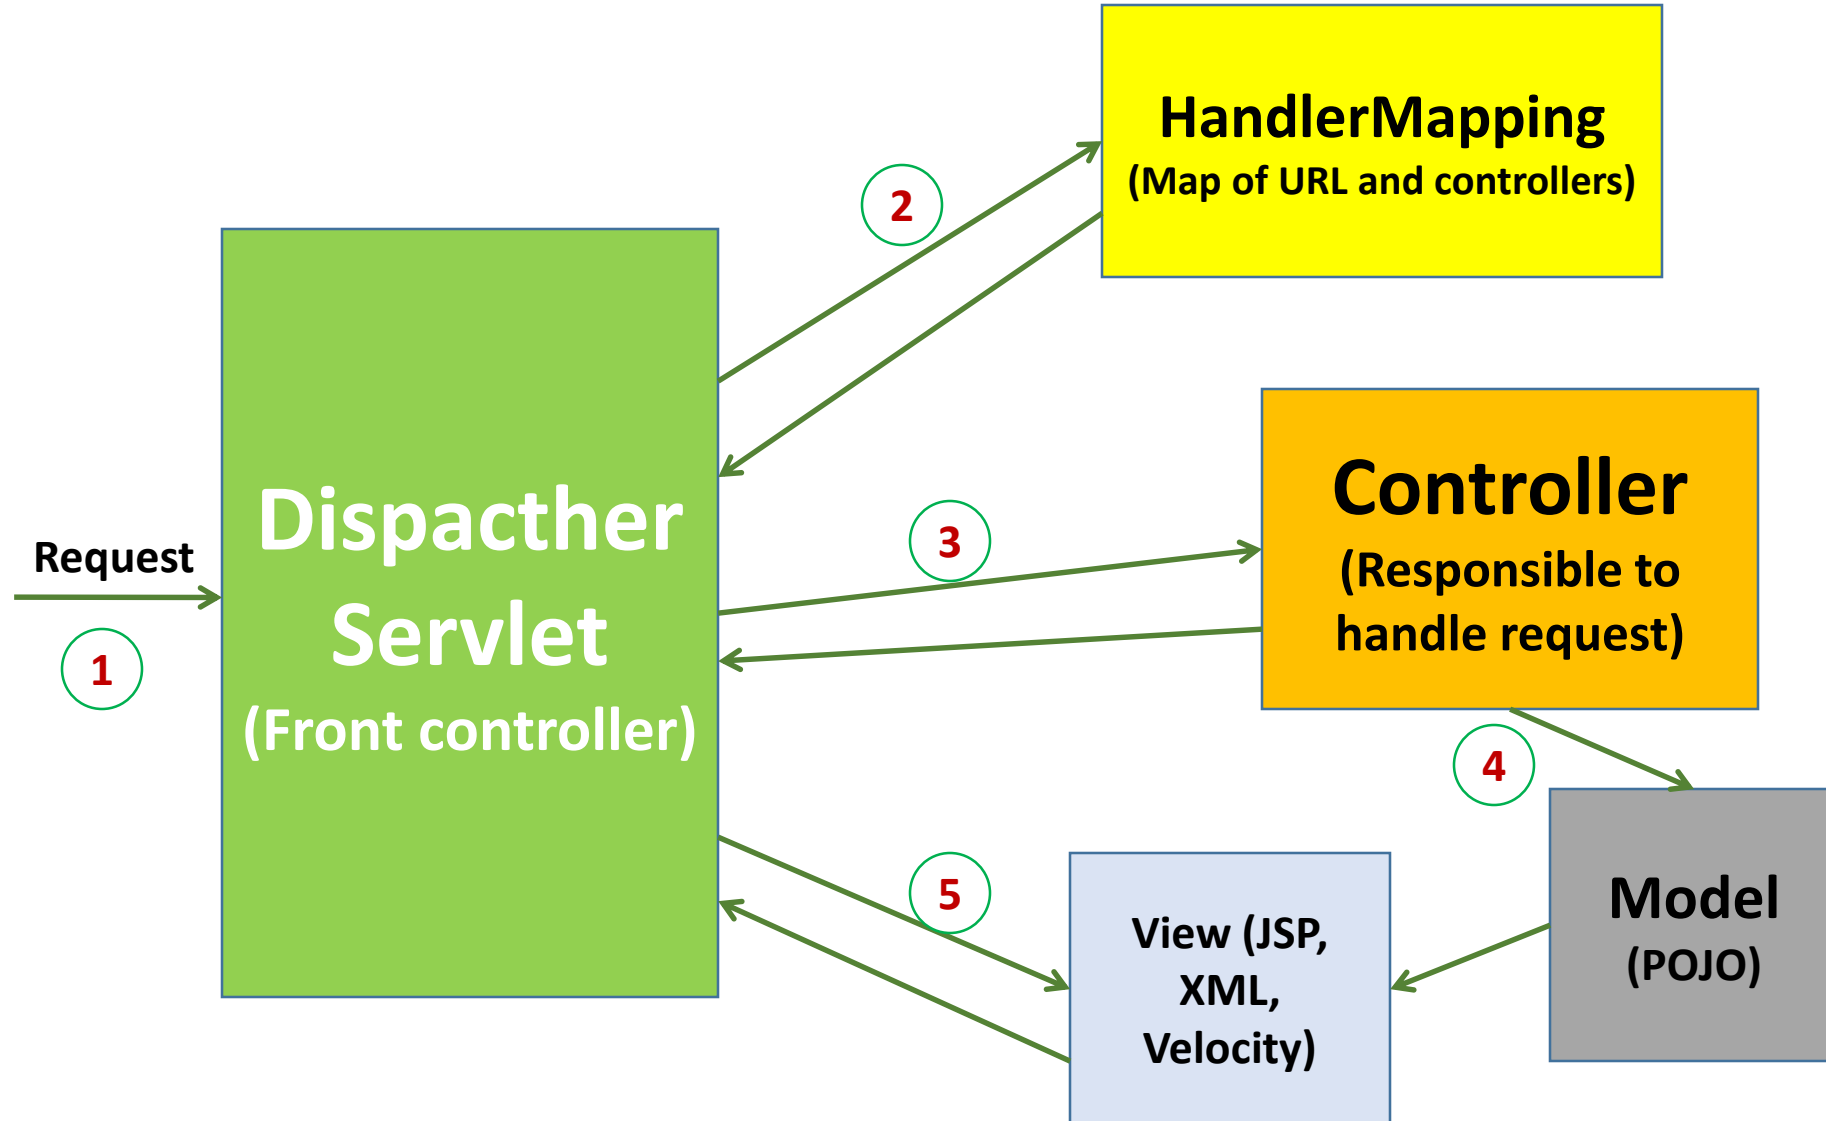 HandlerMapping
(Map of URL and controllers)
2
Dispacther
Servlet
(Front controller)
Request
1
3
Controller
(Responsible to
handle request)
4
5
View (JSP,
XML,
Velocity)
Model
(POJO)